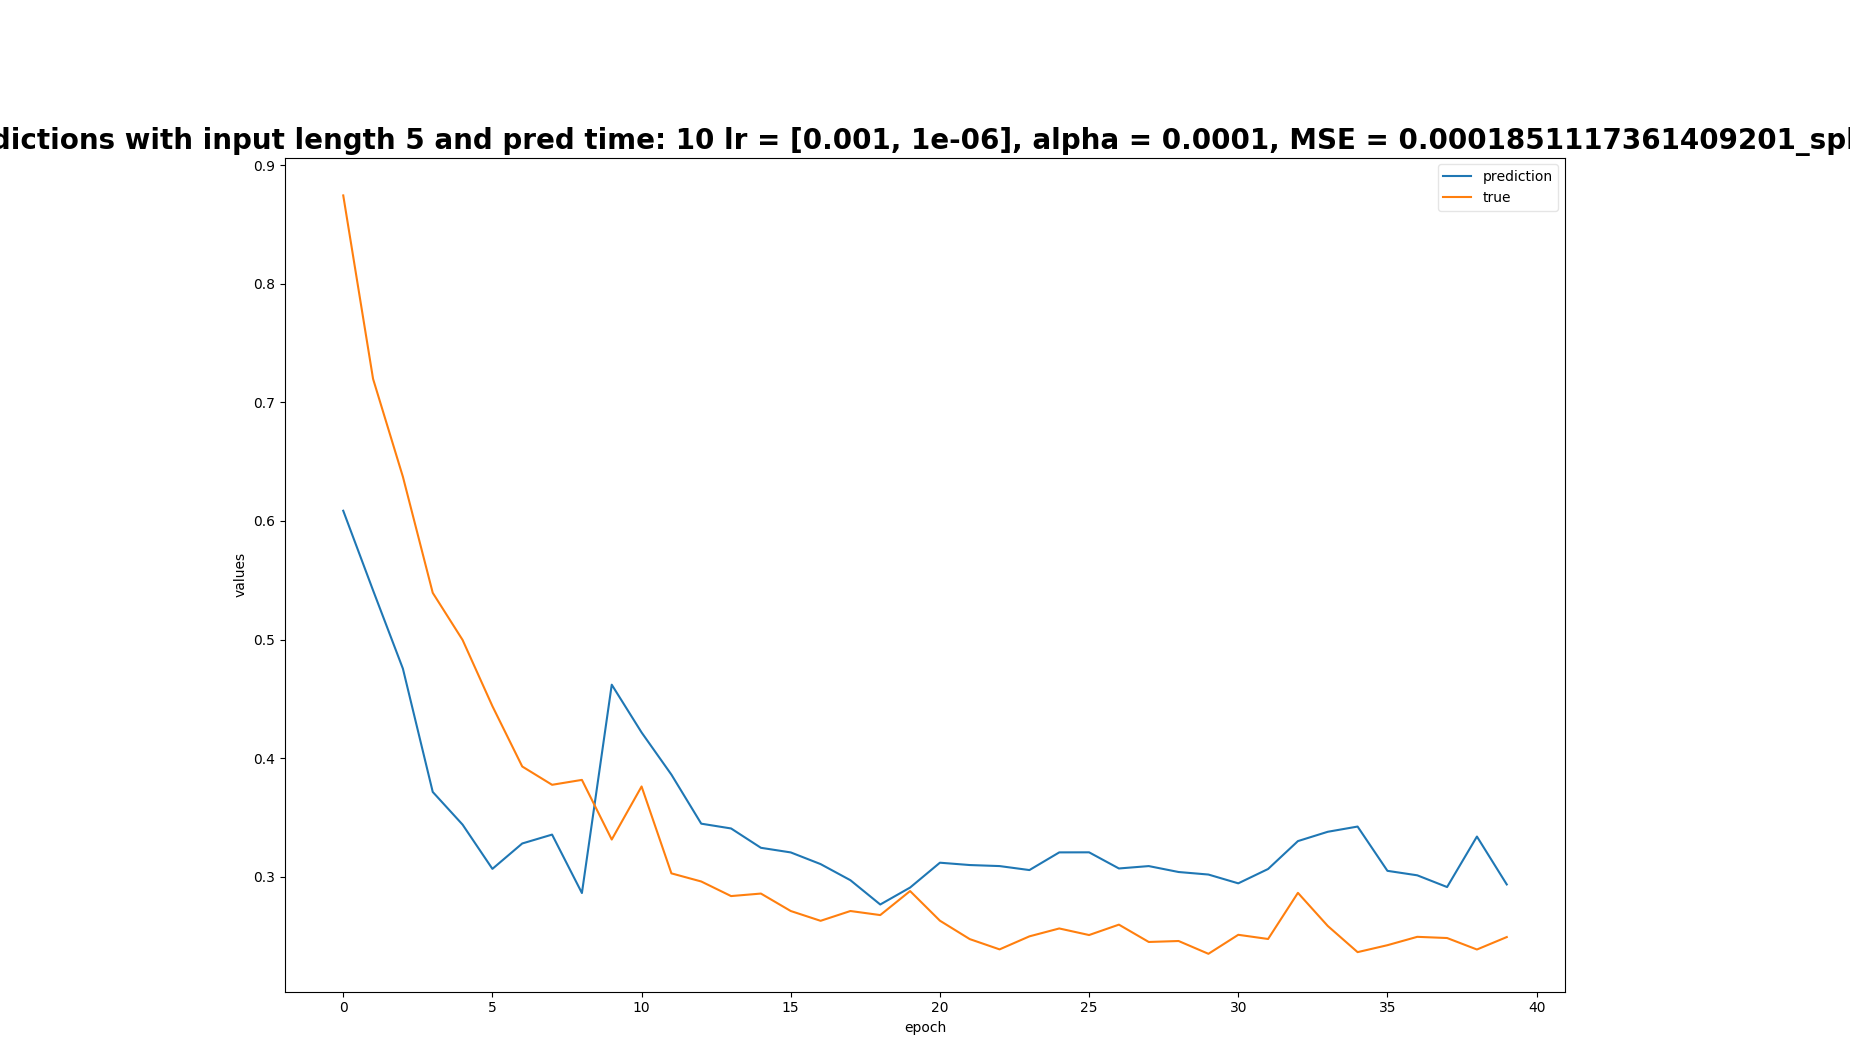 dictions with input length 5 and pred time: 10 lr = [0.001, 1e-06], alpha = 0.0001, MSE = 0.0001851117361409201_spl
prediction
true
0.9
0.8
0.7
0.6
0.5
0.4
0.3
values
0 5 10 15 20 25 30 35 40
epoch